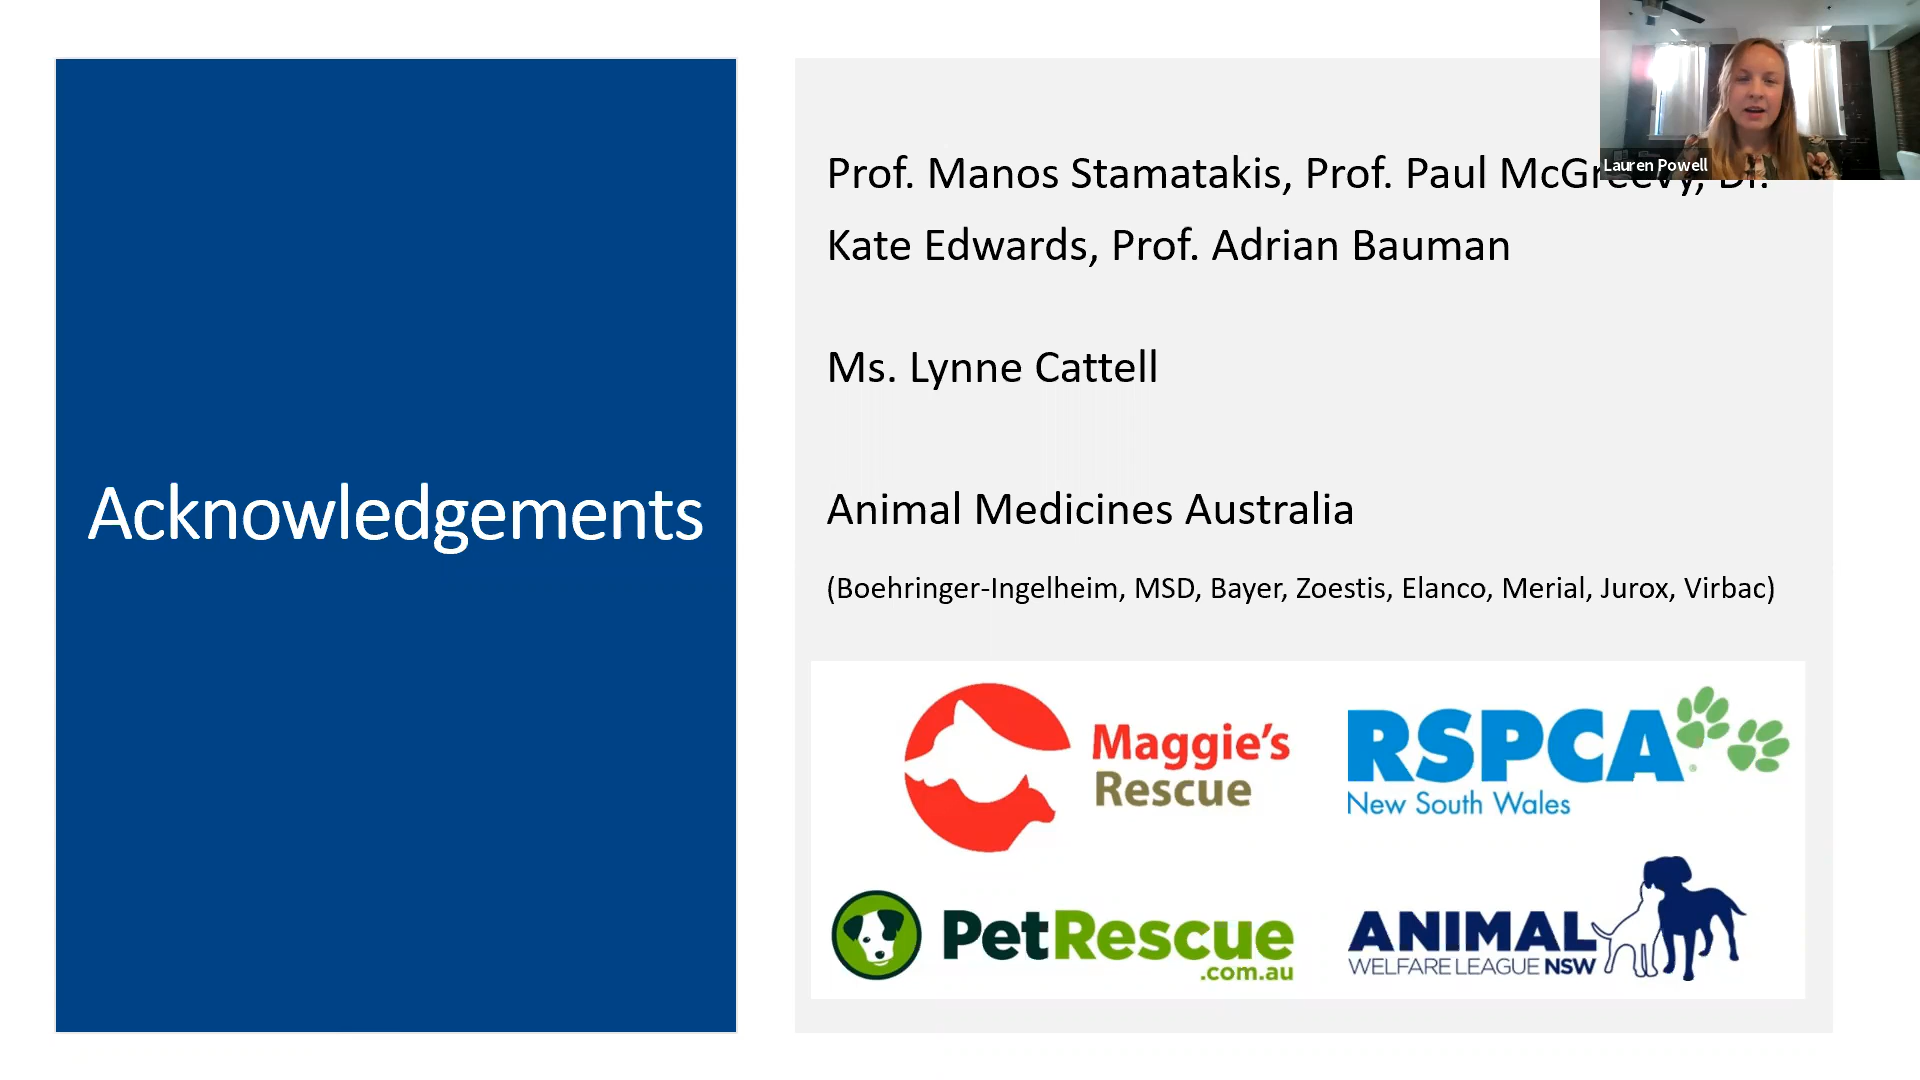 Acknowledgements
Prof. Manos Stamatakis, Prof. Paul McGreevy, Dr.
Kate Edwards, Prof. Adrian Bauman
Ms. Lynne Cattell
Animal Medicines Australia
(Boehringer-Ingelheim, MSD, Bayer, Zoestis, Elanco, Merial, Jurox, Virbac)
Maggie's
Rescue
RSPCA
New South Wales
PetRescue
.com.au
ANIMAL
WELFARE LEAGUE NSW
Lauren Powell